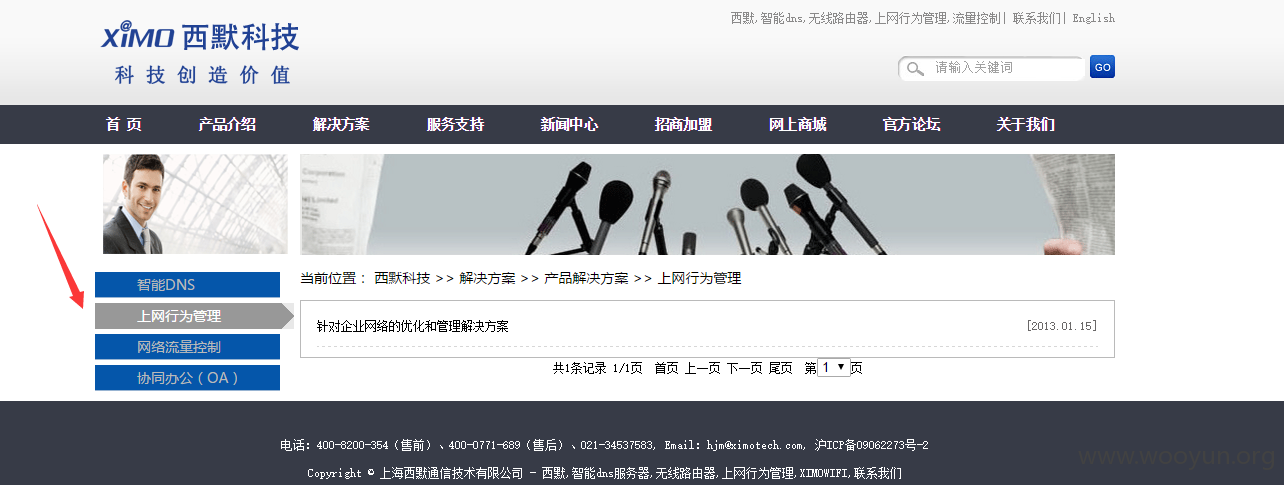 西默,智能dns,无线路由器,上网行为管理,流量控制| 联系我们| English
XiMO 西默科技
科技创造价值
请输入关键词 GO
首 页 产品介绍 解决方案 服务支持 新闻中心 招商加盟 网上商城 官方论坛 关于我们
Corporation
Limited
智能DNS
上网行为管理
网络流量控制
协同办公（OA）
当前位置： 西默科技 >> 解决方案 >> 产品解决方案 >> 上网行为管理
针对企业网络的优化和管理解决方案 [2013.01.15]
共1条记录 1/1页 首页 上一页 下一页 尾页 第1页
电话：400-8200-354（售前）、400-0771-689（售后）、021-34537583, Email：hjm@ximotech.com, 沪ICP备09062273号-2
Copyright © 上海西默通信技术有限公司 - 西默,智能dns服务器,无线路由器,上网行为管理,XIMOWIFI,联系我们
www.wooyun.org